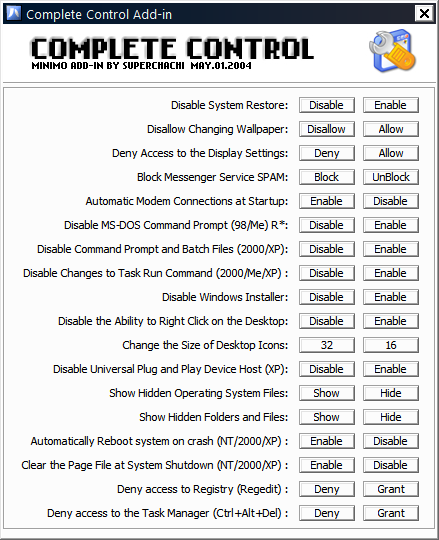 Complete Control Add-in
COMPLETE CONTROL
MINIMO ADD-IN BY SUPERCHACHI MAY.01.2004
Disable System Restore: Disable Enable
Disallow Changing Wallpaper: Disallow Allow
Deny Access to the Display Settings: Deny Allow
Block Messenger Service SPAM: Block UnBlock
Automatic Modem Connections at Startup: Enable Disable
Disable MS-DOS Command Prompt (98/Me) R*: Disable Enable
Disable Command Prompt and Batch Files (2000/XP): Disable Enable
Disable Changes to Task Run Command (2000/Me/XP) : Disable Enable
Disable Windows Installer: Disable Enable
Disable the Ability to Right Click on the Desktop: Disable Enable
Change the Size of Desktop Icons: 32 16
Disable Universal Plug and Play Device Host (XP): Disable Enable
Show Hidden Operating System Files: Show Hide
Show Hidden Folders and Files: Show Hide
Automatically Reboot system on crash (NT/2000/XP) : Enable Disable
Clear the Page File at System Shutdown (NT/2000/XP) : Enable Disable
Deny access to Registry (Regedit) : Deny Grant
Deny access to the Task Manager (Ctrl+Alt+Del) : Deny Grant